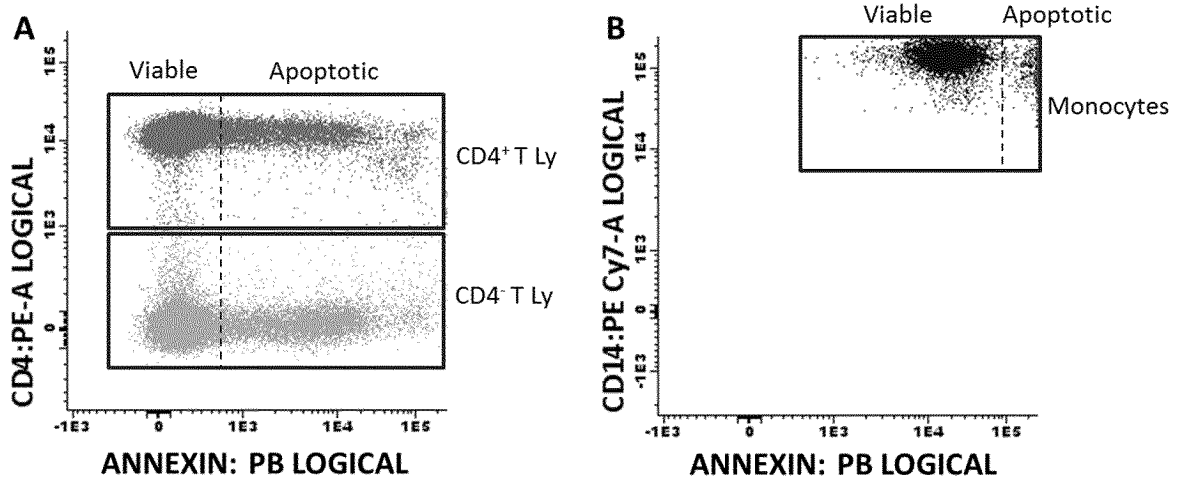 A
Viable Apoptotic
CD4:PE-A LOGICAL
1E5
1E4
1E3
0
CD4+ T Ly
CD4- T Ly
-1E3 0 1E3 1E4 1E5
ANNEXIN: PB LOGICAL
B
Viable Apoptotic
CD14:PE Cy7-A LOGICAL
1E5
1E4
1E3
0
-1E3
Monocytes
-1E3 0 1E3 1E4 1E5
ANNEXIN: PB LOGICAL